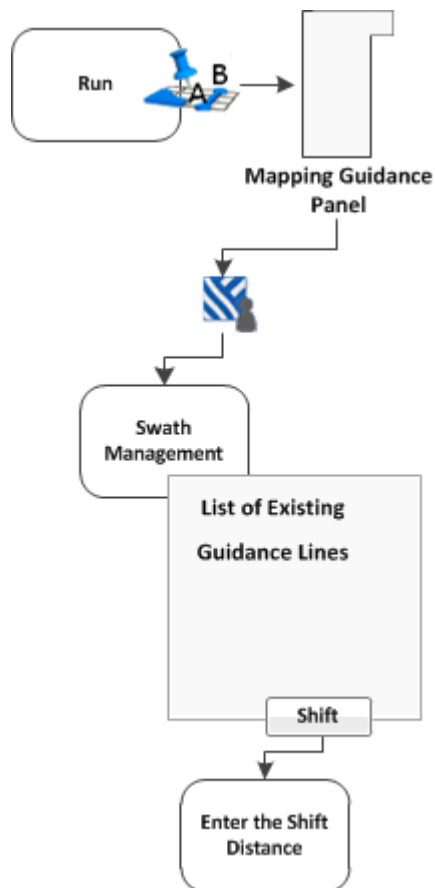 Run
A B
Mapping Guidance
Panel
Swath
Management
List of Existing
Guidance Lines
Shift
Enter the Shift
Distance